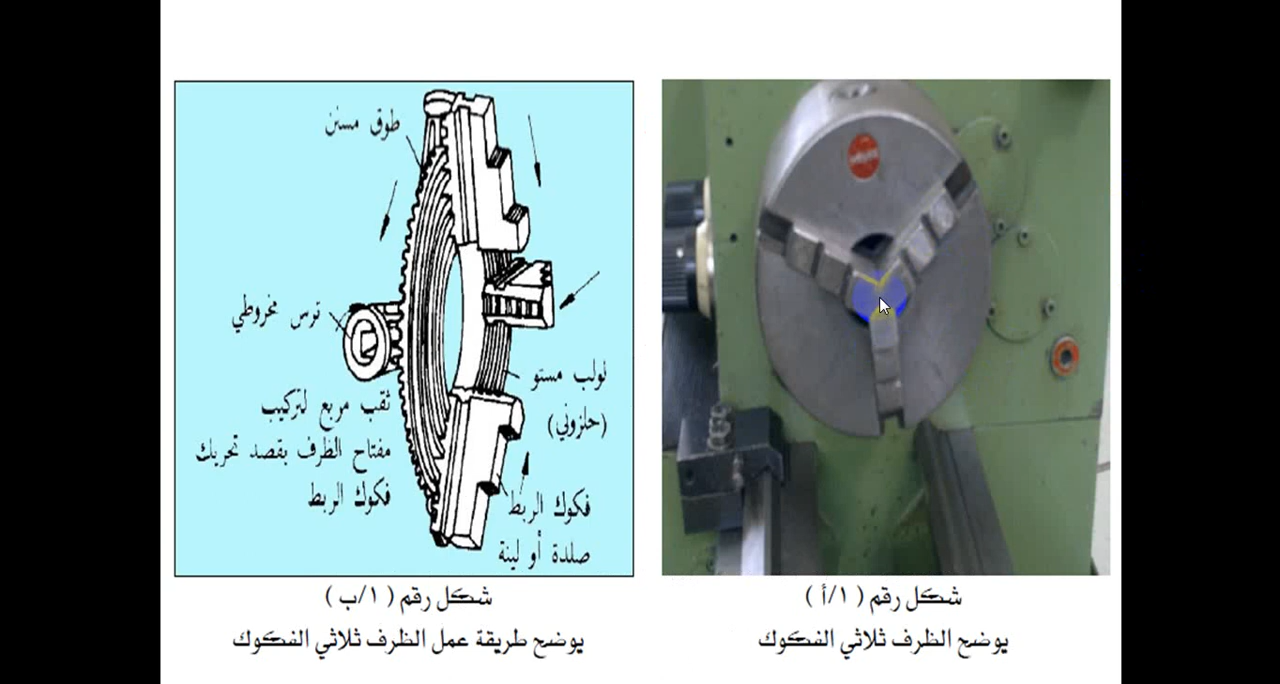 طوق مسنن
ترس مخروطي
لولب مستو
(حلزوني)
ثقب مربع لتركيب
مفتاح الظرف بقصد تحريك
فكوك الربط
فكوك الربط
صلدة أو لينة
شكل رقم ( ١/أ )
يوضح الظرف ثلاثي الفكوك
شكل رقم ( ١/ب )
يوضح طريقة عمل الظرف ثلاثي الفكوك